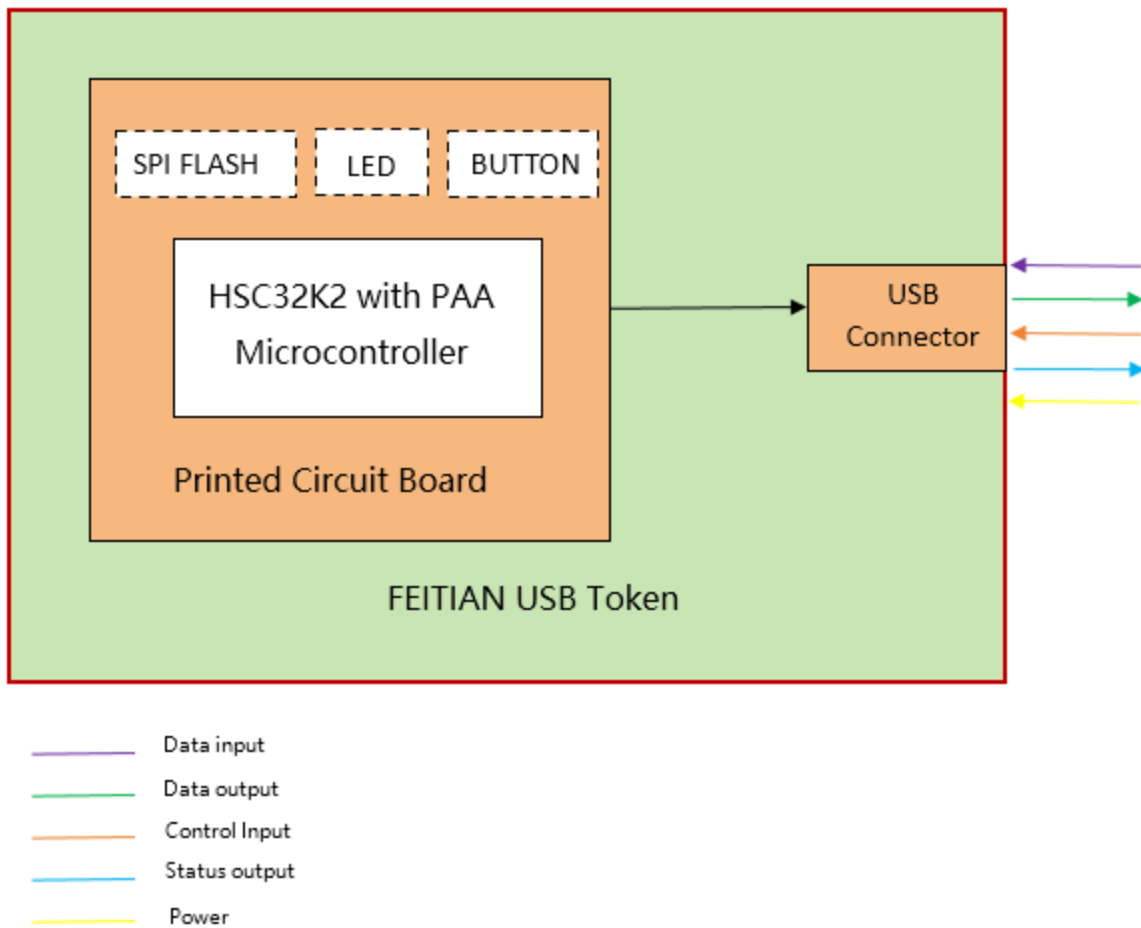 SPI FLASH
LED
BUTTON
HSC32K2 with PAA
Microcontroller
Printed Circuit Board
USB
Connector
FEITIAN USB Token
Data input
Data output
Control Input
Status output
Power